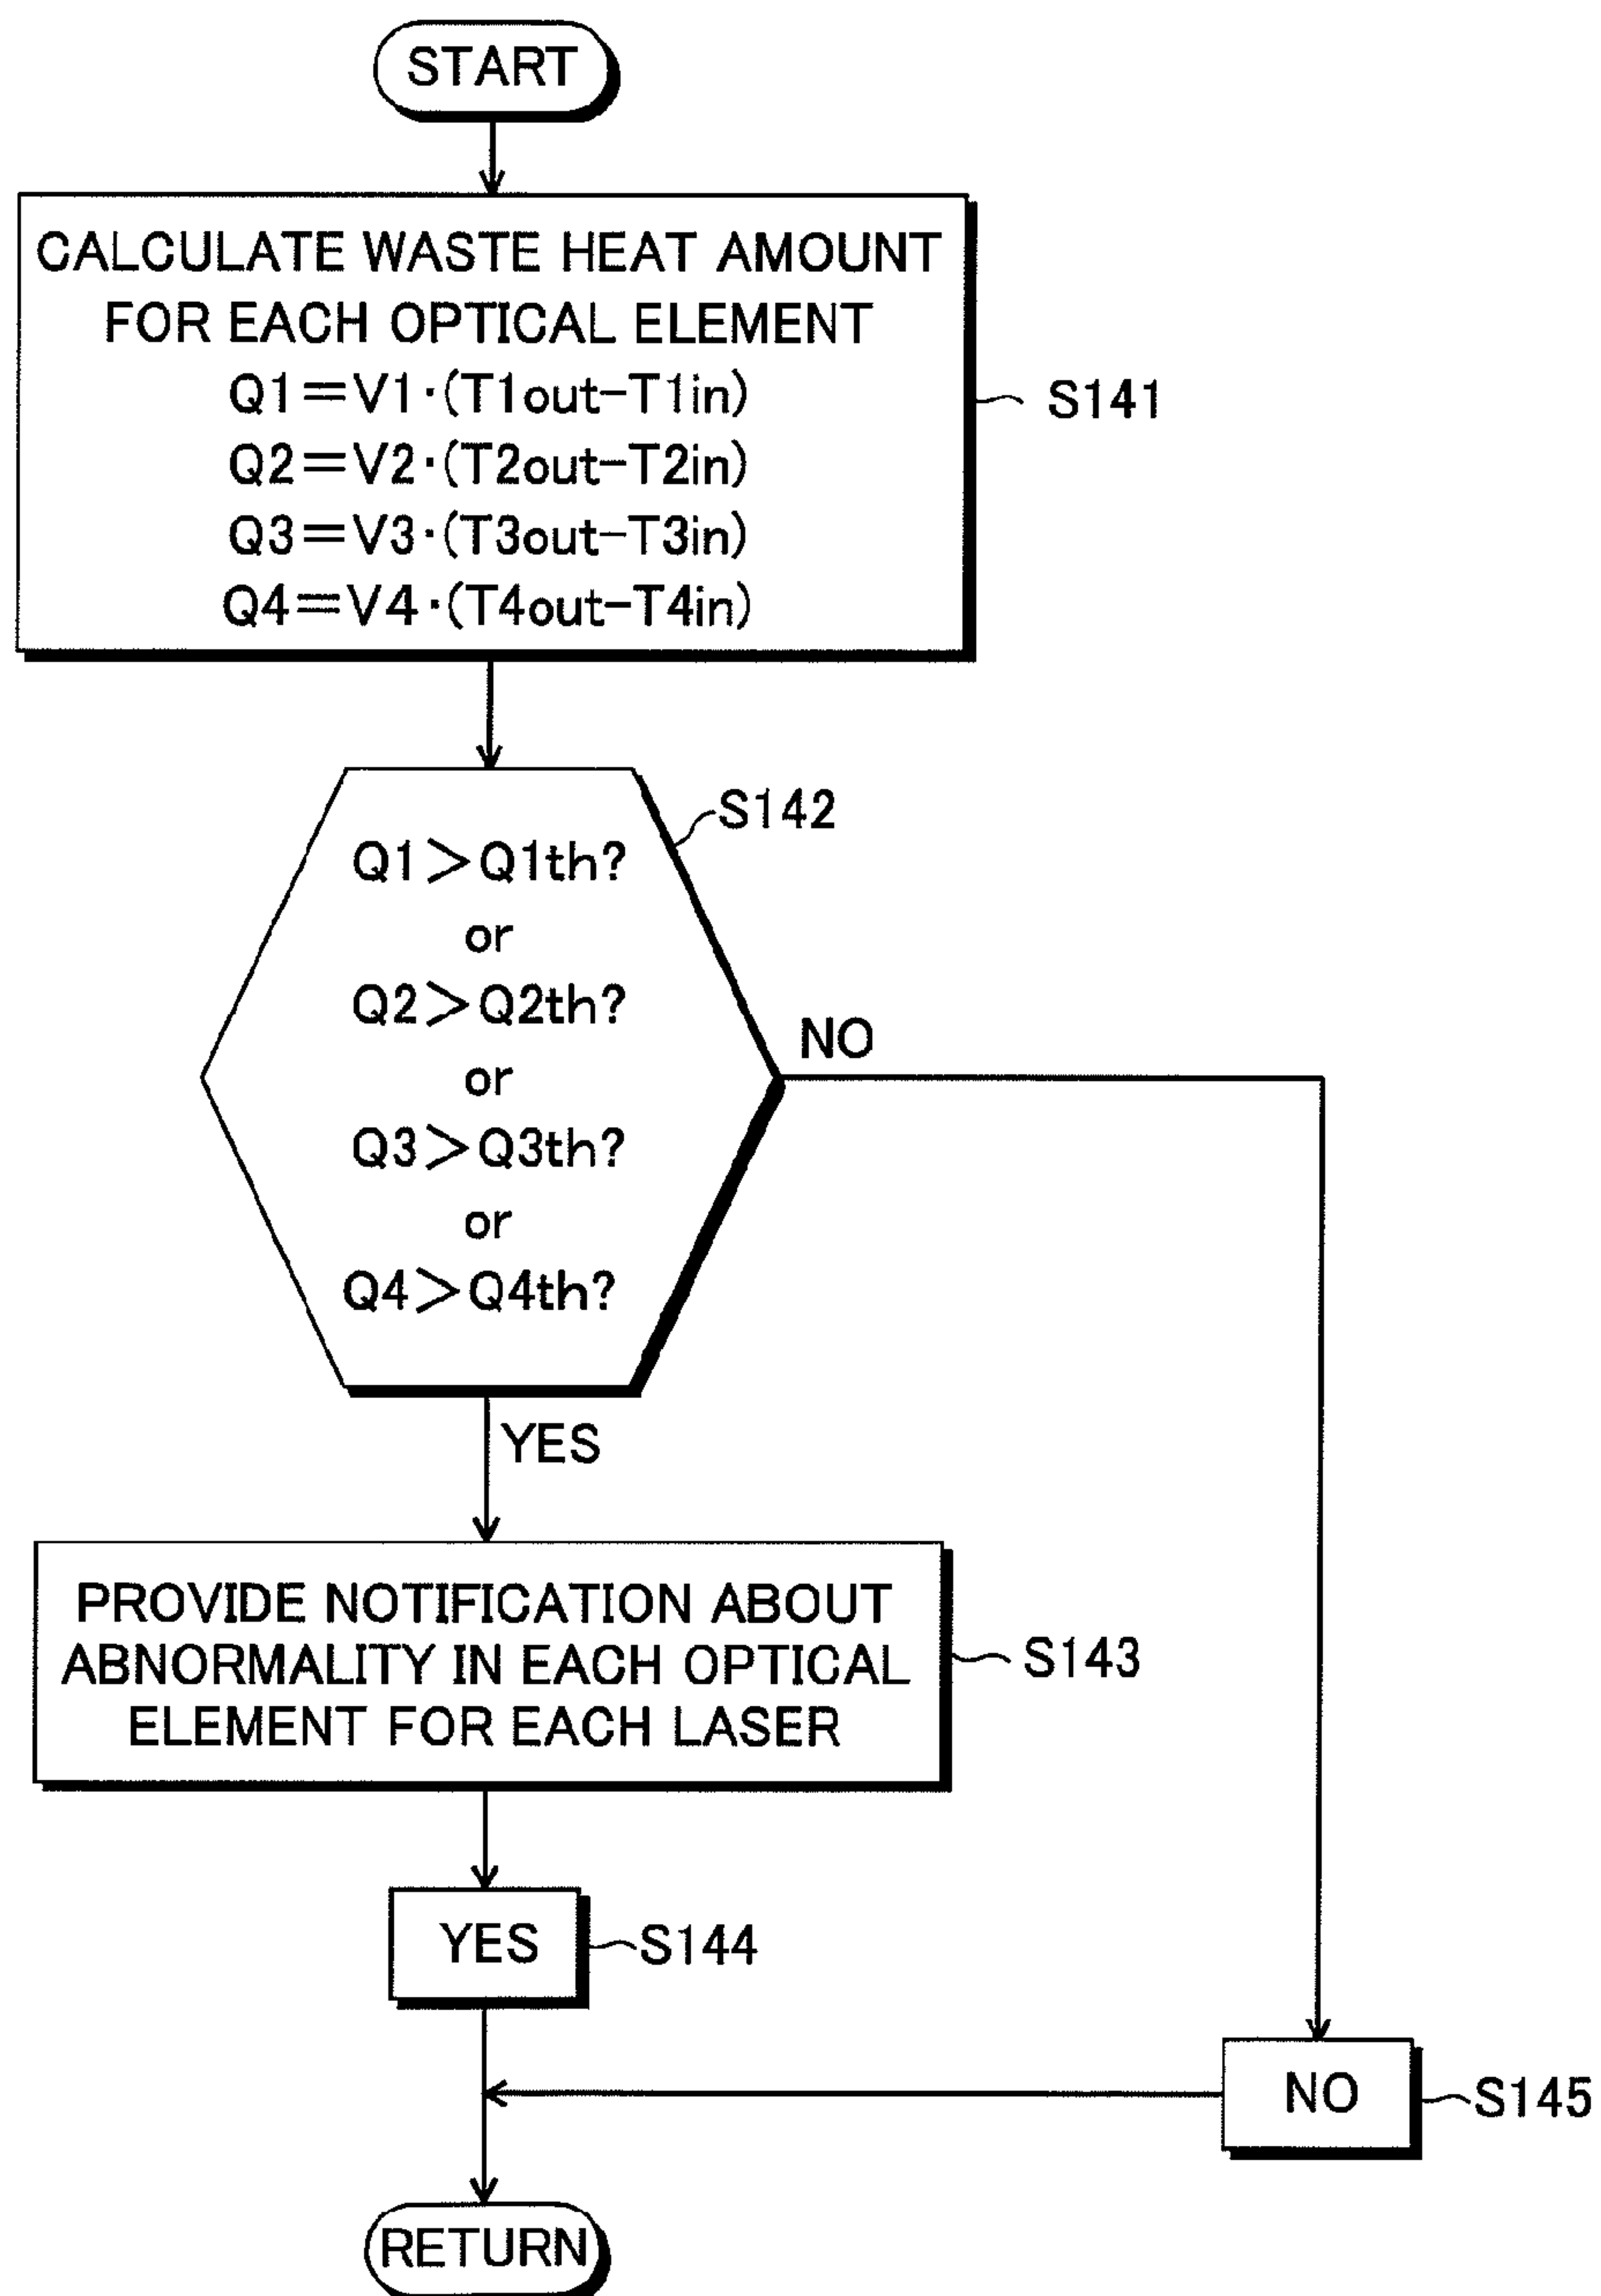 START
CALCULATE WASTE HEAT AMOUNT
FOR EACH OPTICAL ELEMENT
Q1=V1·(T1out-T1in)
Q2=V2·(T2out-T2in)
Q3=V3·(T3out-T3in)
Q4=V4·(T4out-T4in)
S141
S142
Q1>Q1th?
or
Q2>Q2th?
or
Q3>Q3th?
or
Q4>Q4th?
NO
YES
PROVIDE NOTIFICATION ABOUT
ABNORMALITY IN EACH OPTICAL
ELEMENT FOR EACH LASER
S143
YES
S144
NO
S145
RETURN